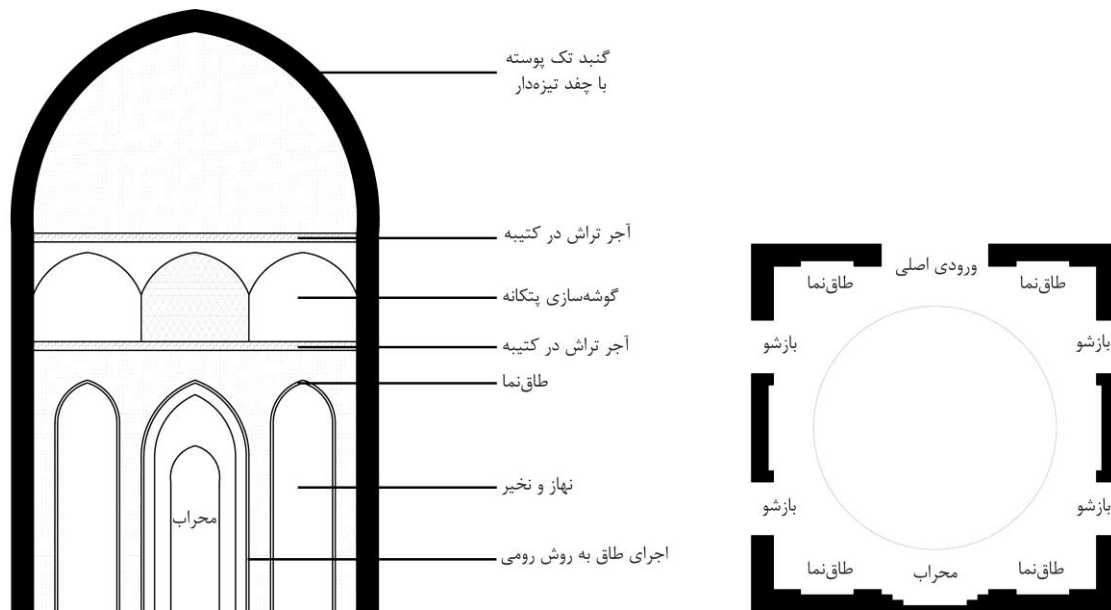 گنبد تک پوسته
با چفد تیزه‌دار
آجر تراش در کتیبه
گوشه‌سازی پتکانه
آجر تراش در کتیبه
طاق‌نما
نهاز و نخیر
محراب
اجرای طاق به روش رومی
ورودی اصلی
طاق‌نما
طاق‌نما
بازشو
بازشو
بازشو
بازشو
طاق‌نما
محراب
طاق‌نما